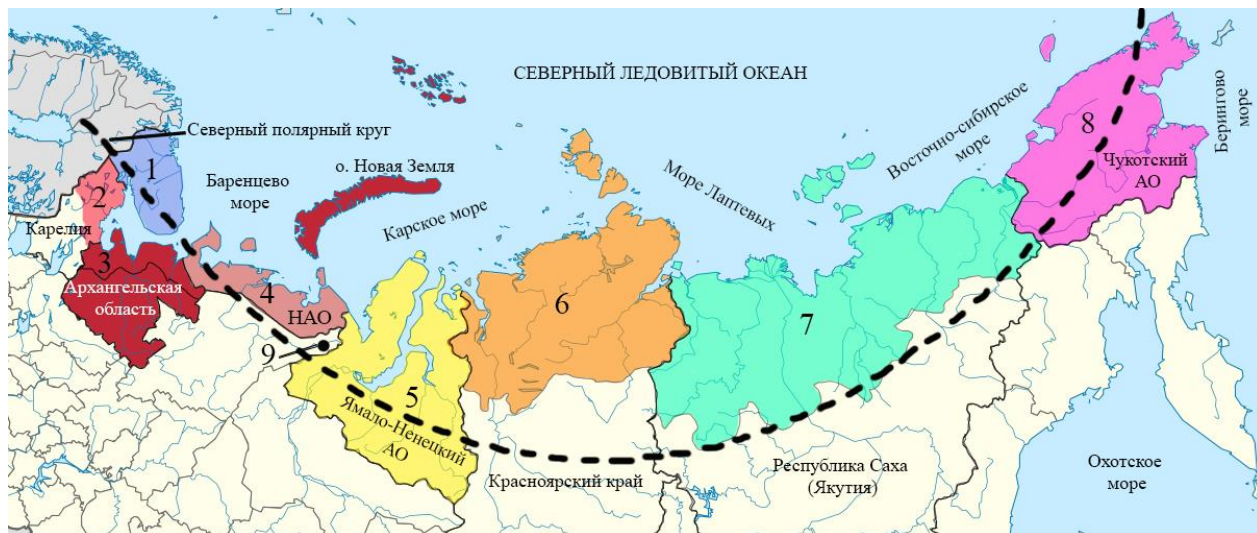 СЕВЕРНЫЙ ЛЕДОВИТЫЙ ОКЕАН
Северный полярный круг
1
2
Карелия
Баренцево
море
о. Новая Земля
Карское море
Море Лаптевых
Восточно-сибирское
море
Берингово
море
8
Чукотский
АО
3
Архангельская
область
4
НАО
9
5
Ямало-Ненецкий
АО
6
7
Красноярский край
Республика Саха
(Якутия)
Охотское
море